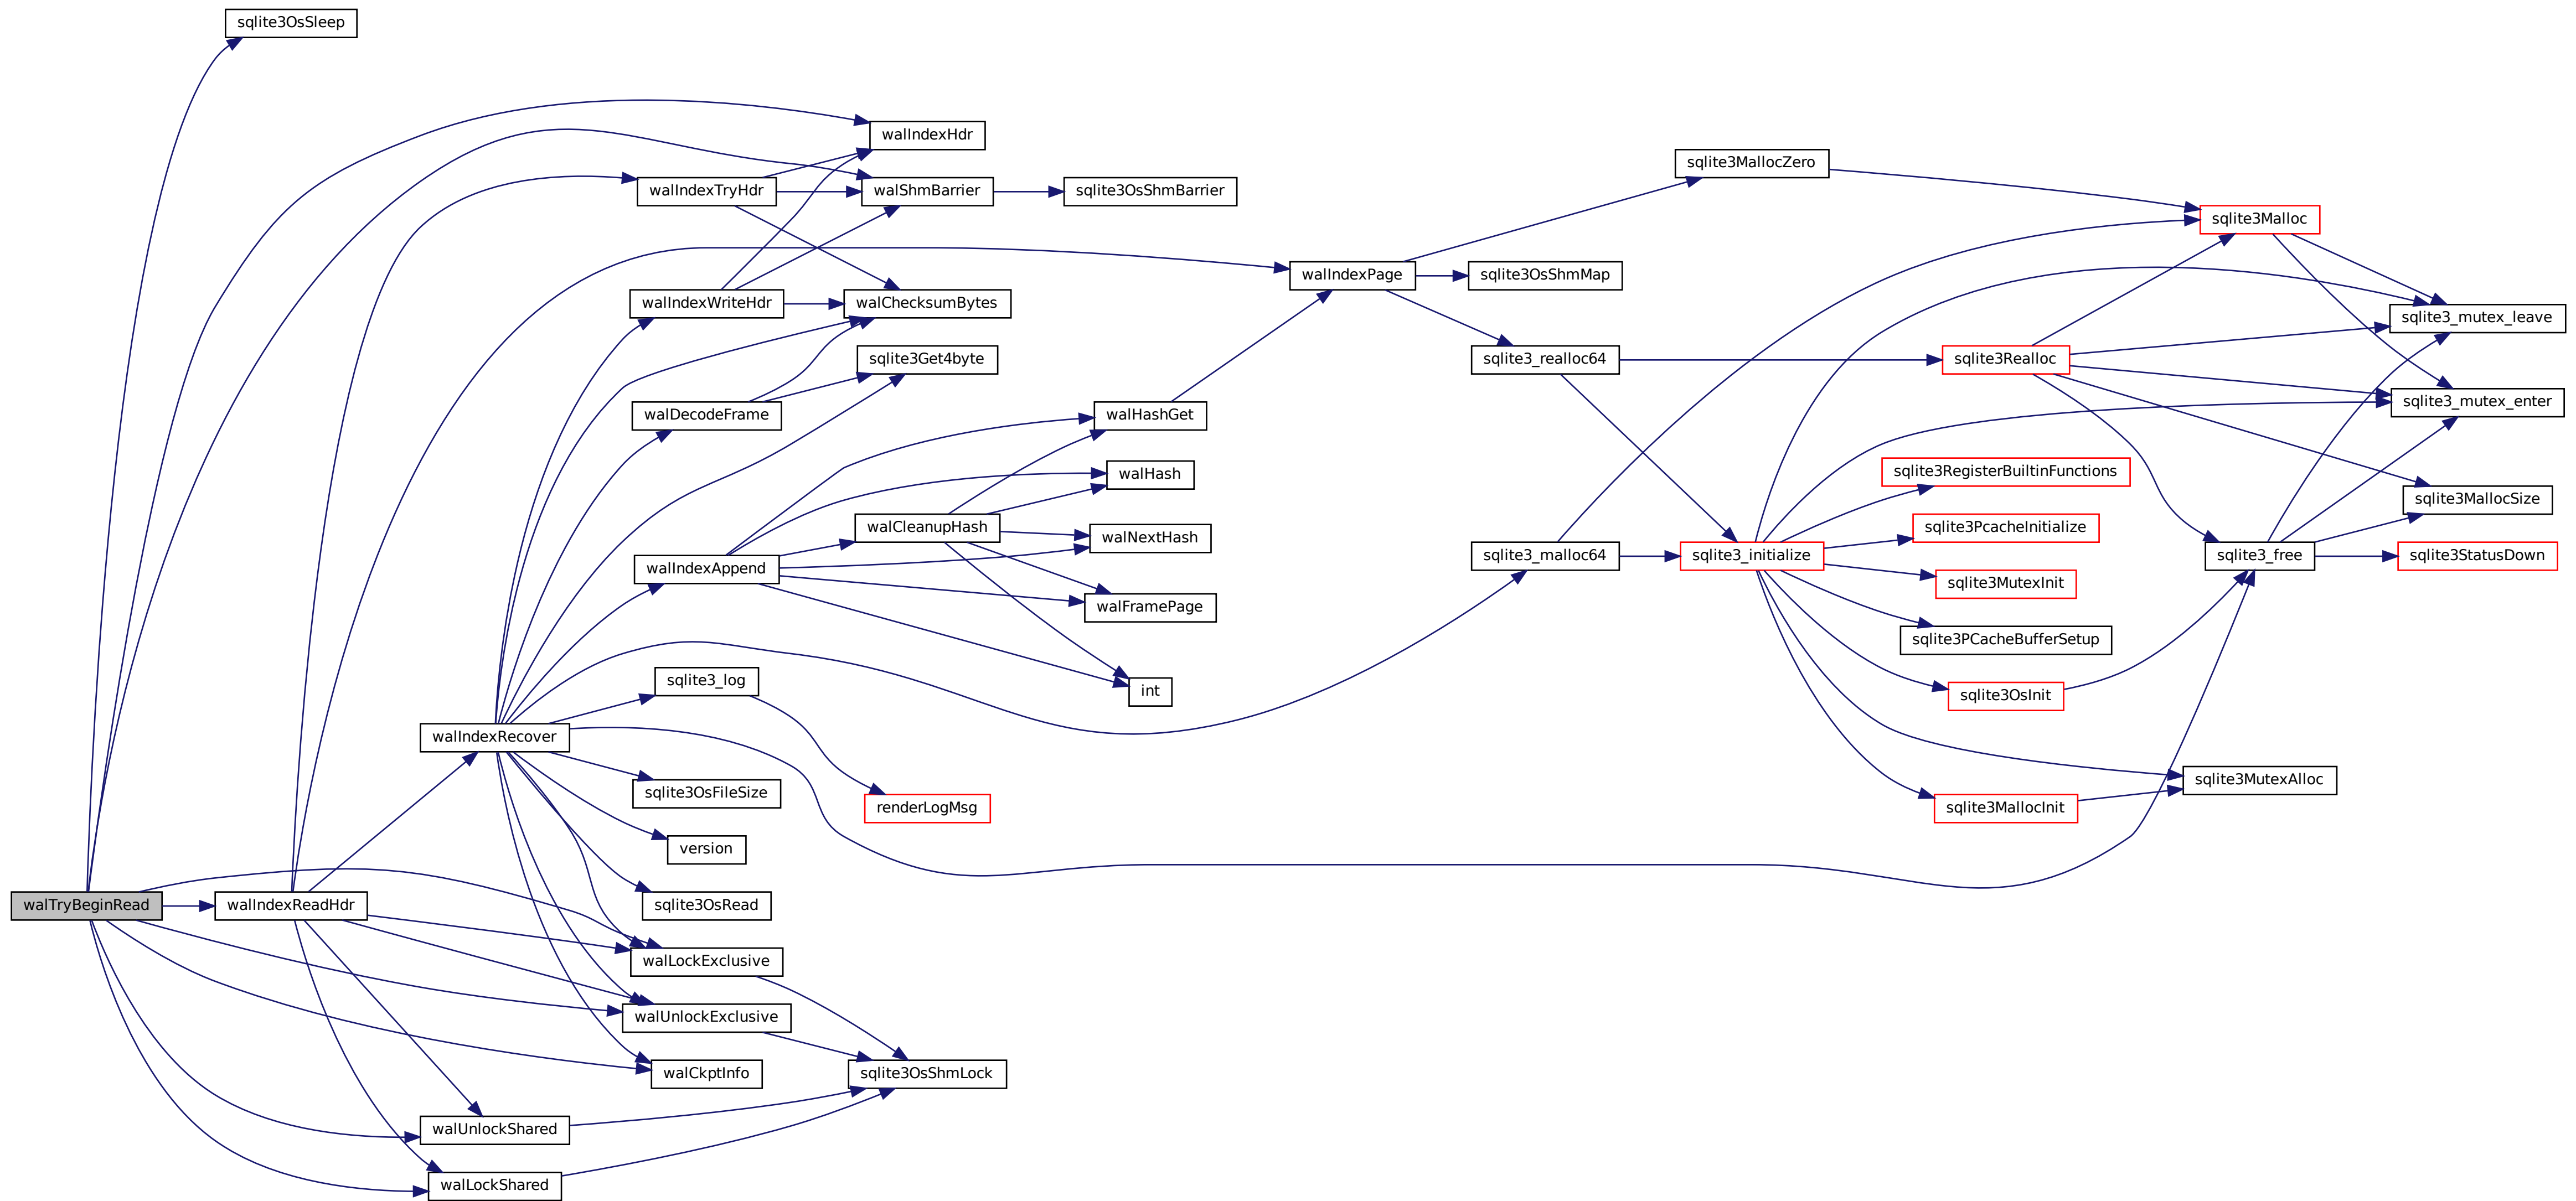 sqlite3OsSleep
walIndexHdr
sqlite3MallocZero
walIndexTryHdr
walShmBarrier
sqlite3OsShmBarrier
sqlite3Malloc
walIndexPage
sqlite3OsShmMap
walIndexWriteHdr
walChecksumBytes
sqlite3_mutex_leave
sqlite3Get4byte
sqlite3_realloc64
sqlite3Realloc
walDecodeFrame
walHashGet
sqlite3_mutex_enter
walHash
sqlite3RegisterBuiltinFunctions
sqlite3MallocSize
walCleanupHash
walNextHash
sqlite3PcacheInitialize
walIndexAppend
sqlite3_malloc64
sqlite3_initialize
sqlite3_free
sqlite3StatusDown
sqlite3MutexInit
walFramePage
sqlite3PCacheBufferSetup
sqlite3_log
int
sqlite3OsInit
walIndexRecover
sqlite3OsFileSize
sqlite3MutexAlloc
renderLogMsg
sqlite3MallocInit
version
walTryBeginRead
walIndexReadHdr
sqlite3OsRead
walLockExclusive
walUnlockExclusive
walCkptInfo
sqlite3OsShmLock
walUnlockShared
walLockShared